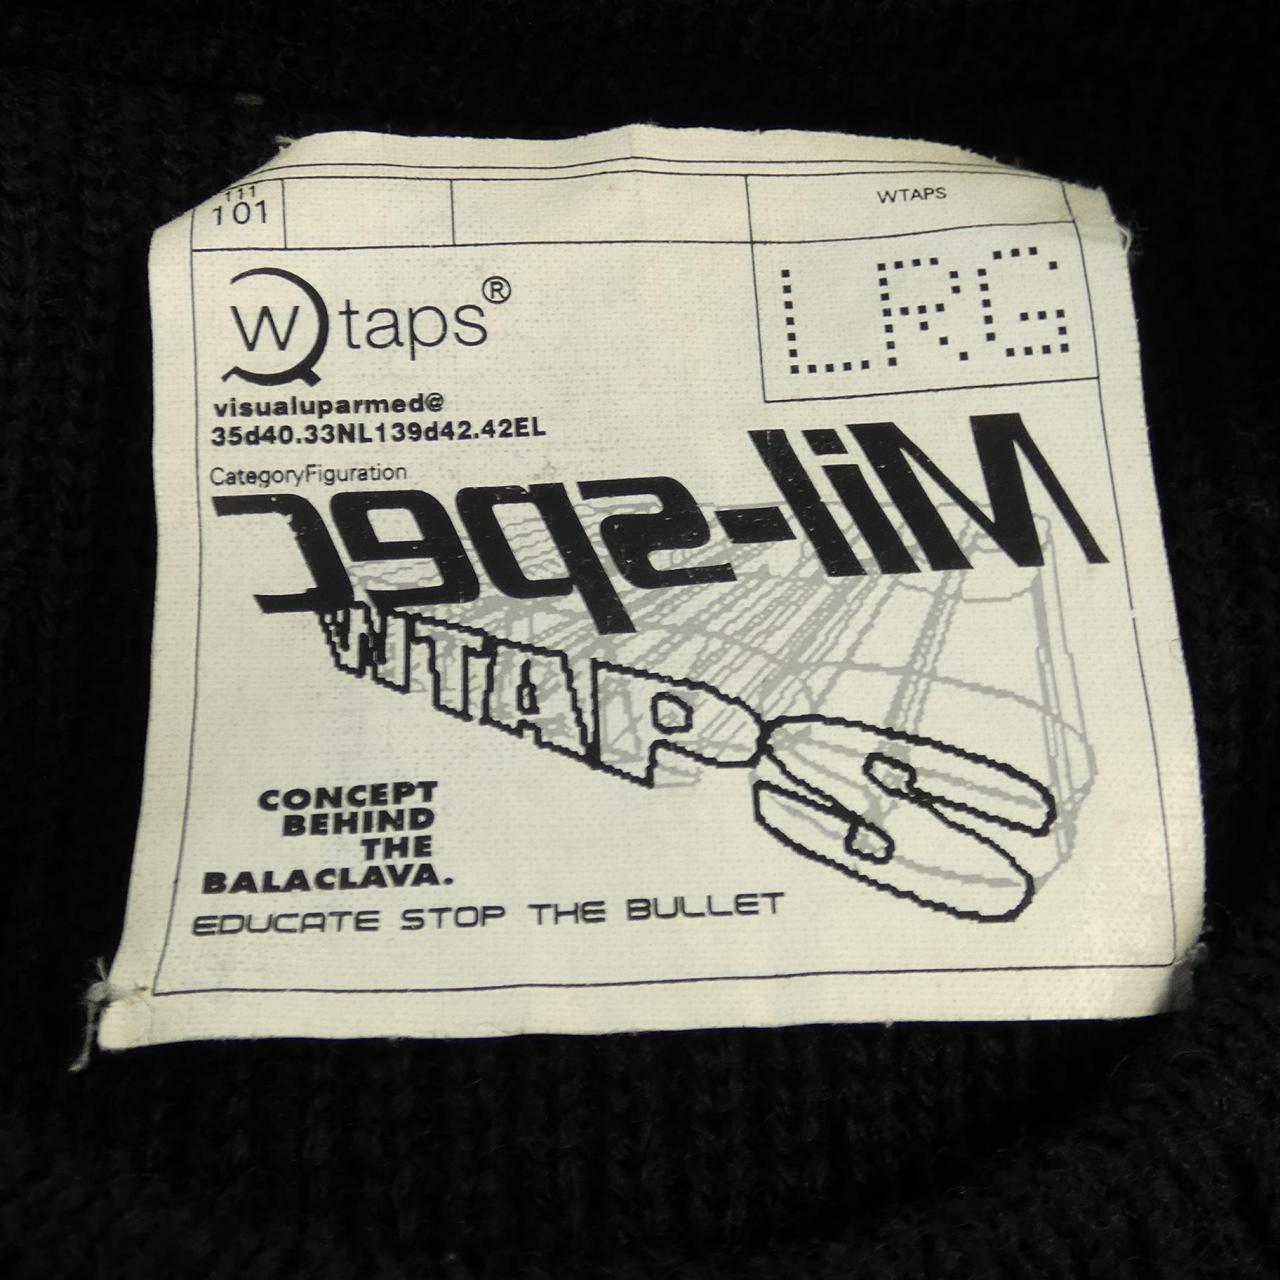 111
101
WTAPS
W taps®
LRG
visualuparmed@
35d40.33NL139d42.42EL
CategoryFiguration
Mil-spec
WTAPS
CONCEPT
BEHIND
THE
BALACLAVA.
EDUCATE STOP THE BULLET